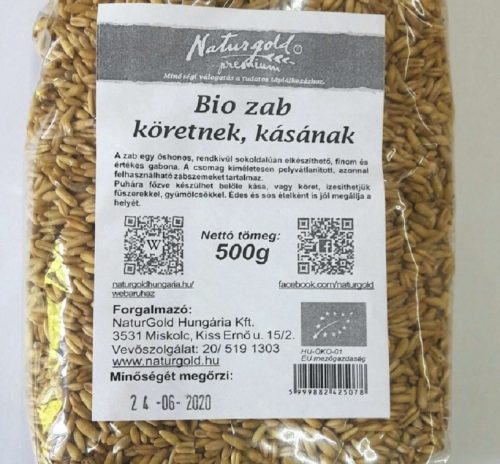 Naturgold®
premium
Minőségi válogatás a tudatos táplálkozáshoz.
Bio zab
köretnek, kásának
A zab egy őshonos, rendkívül sokoldalúan elkészíthető, finom és
értékes gabona. A csomag kíméletesen pelyvátlanított, azonnal
felhasználható zabszemeket tartalmaz.
Puhára főzve készülhet belőle kása, vagy köret, ízesíthetjük
fűszerekkel, gyümölcsökkel. Édes és sós ételként is jól megállja a
helyét.
Nettó tömeg:
500g
W
f
naturgoldhungaria.hu/
webaruhaz
facebook.com/naturgold
Forgalmazó:
NaturGold Hungária Kft.
3531 Miskolc, Kiss Ernő u. 15/2.
Vevőszolgálat: 20/ 519 1303
www.naturgold.hu
Minőségét megőrzi:
24 -06- 2020
HU-ÖKO-01
EU mezőgazdaság
5999882425078